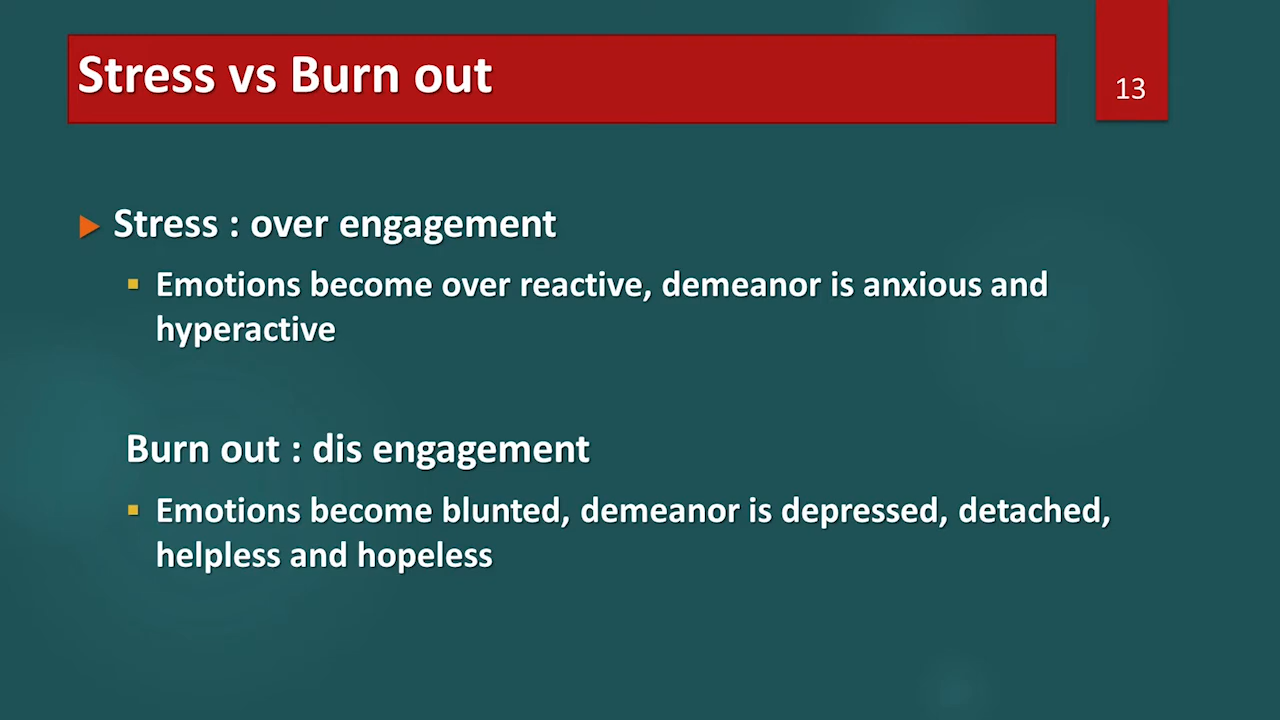 Stress vs Burn out
13
Stress : over engagement
Emotions become over reactive, demeanor is anxious and
hyperactive
Burn out : dis engagement
Emotions become blunted, demeanor is depressed, detached,
helpless and hopeless